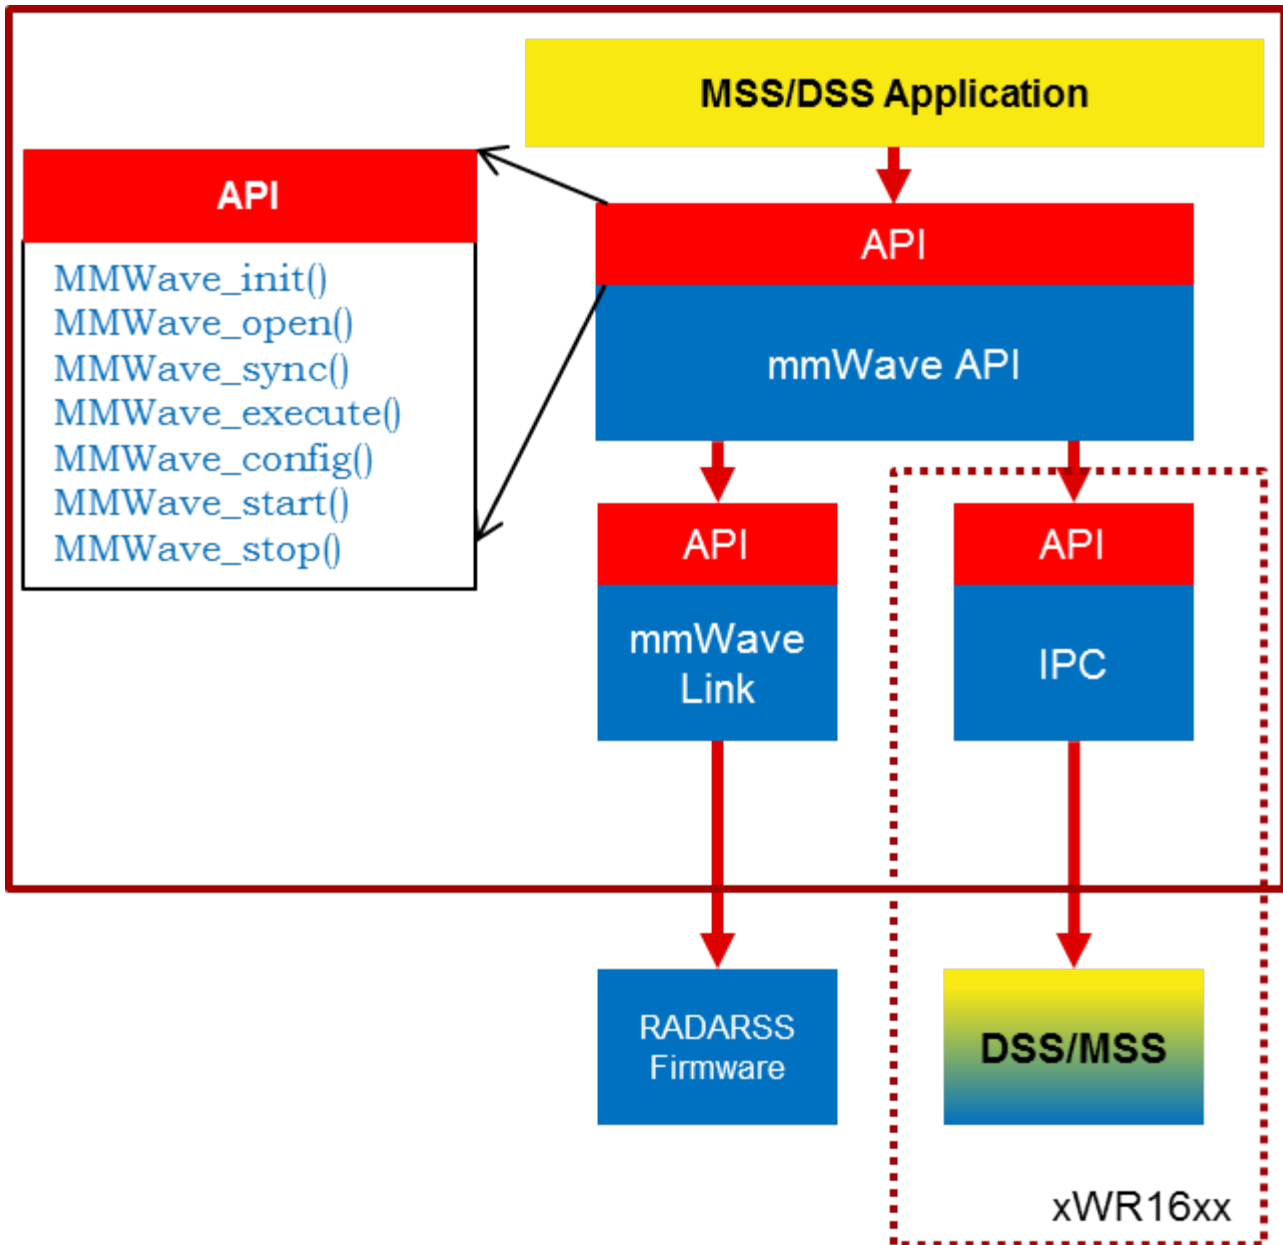 MSS/DSS Application
API
MMWave_init()
MMWave_open()
MMWave_sync()
MMWave_execute()
MMWave_config()
MMWave_start()
MMWave_stop()
API
mmWave API
API
mmWave
Link
API
IPC
RADARSS
Firmware
DSS/MSS
xWR16xx